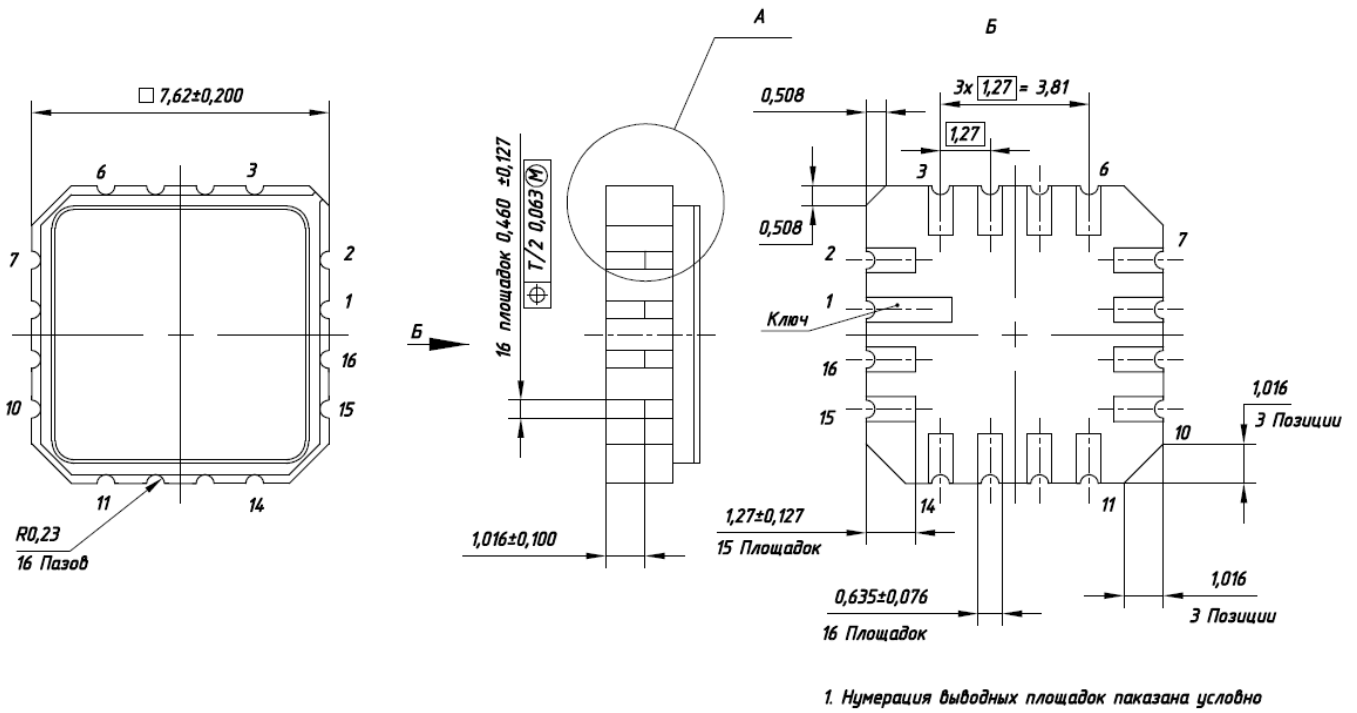 А
Б
□ 7,62±0,200
6
3
7
2
1
16
10
15
11
14
R0,23
16 Пазов
Б
16 площадок 0,460 ±0,127
⌖ T/2 0,063 Ⓜ
1,016±0,100
0,508
0,508
3x 1,27 = 3,81
1,27
3
6
2
7
1
Ключ
16
15
10
14
11
1,016
3 Позиции
1,27±0,127
15 Площадок
0,635±0,076
16 Площадок
1,016
3 Позиции
1. Нумерация выводных площадок паказана условно